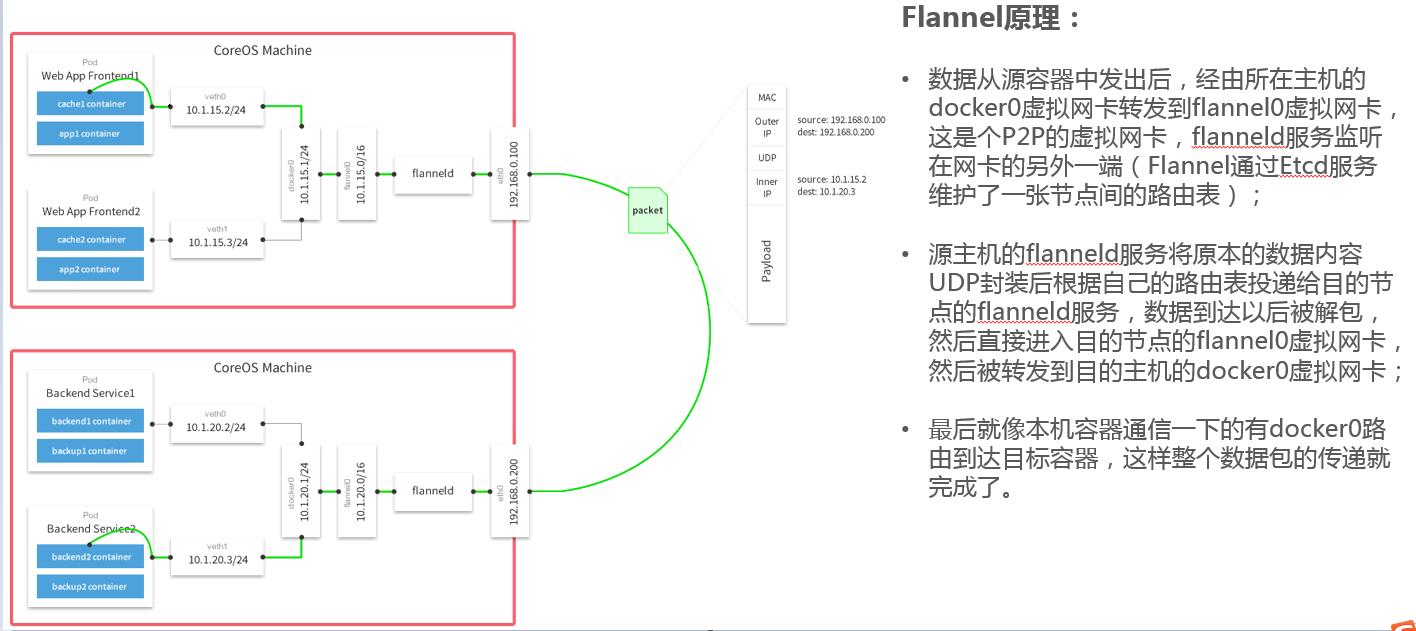 CoreOS Machine
Pod
Web App Frontend1
cache1 container
app1 container
veth0
10.1.15.2/24
Pod
Web App Frontend2
cache2 container
app2 container
veth1
10.1.15.3/24
docker0
10.1.15.1/24
flannel0
10.1.15.0/16
flanneld
eth0
192.168.0.100
packet
MAC
Outer
IP
source: 192.168.0.100
dest: 192.168.0.200
UDP
Inner
IP
source: 10.1.15.2
dest: 10.1.20.3
Payload
CoreOS Machine
Pod
Backend Service1
backend1 container
backup1 container
veth0
10.1.20.2/24
Pod
Backend Service2
backend2 container
backup2 container
veth1
10.1.20.3/24
docker0
10.1.20.1/24
flannel0
10.1.20.0/16
flanneld
eth0
192.168.0.200
Flannel原理：
• 数据从源容器中发出后，经由所在主机的
docker0虚拟网卡转发到flannel0虚拟网卡，
这是个P2P的虚拟网卡，flanneld服务监听
在网卡的另外一端（Flannel通过Etcd服务
维护了一张节点间的路由表）；
• 源主机的flanneld服务将原本的数据内容
UDP封装后根据自己的路由表投递给目的节
点的flanneld服务，数据到达以后被解包，
然后直接进入目的节点的flannel0虚拟网卡，
然后被转发到目的主机的docker0虚拟网卡；
• 最后就像本机容器通信一下的有docker0路
由到达目标容器，这样整个数据包的传递就
完成了。